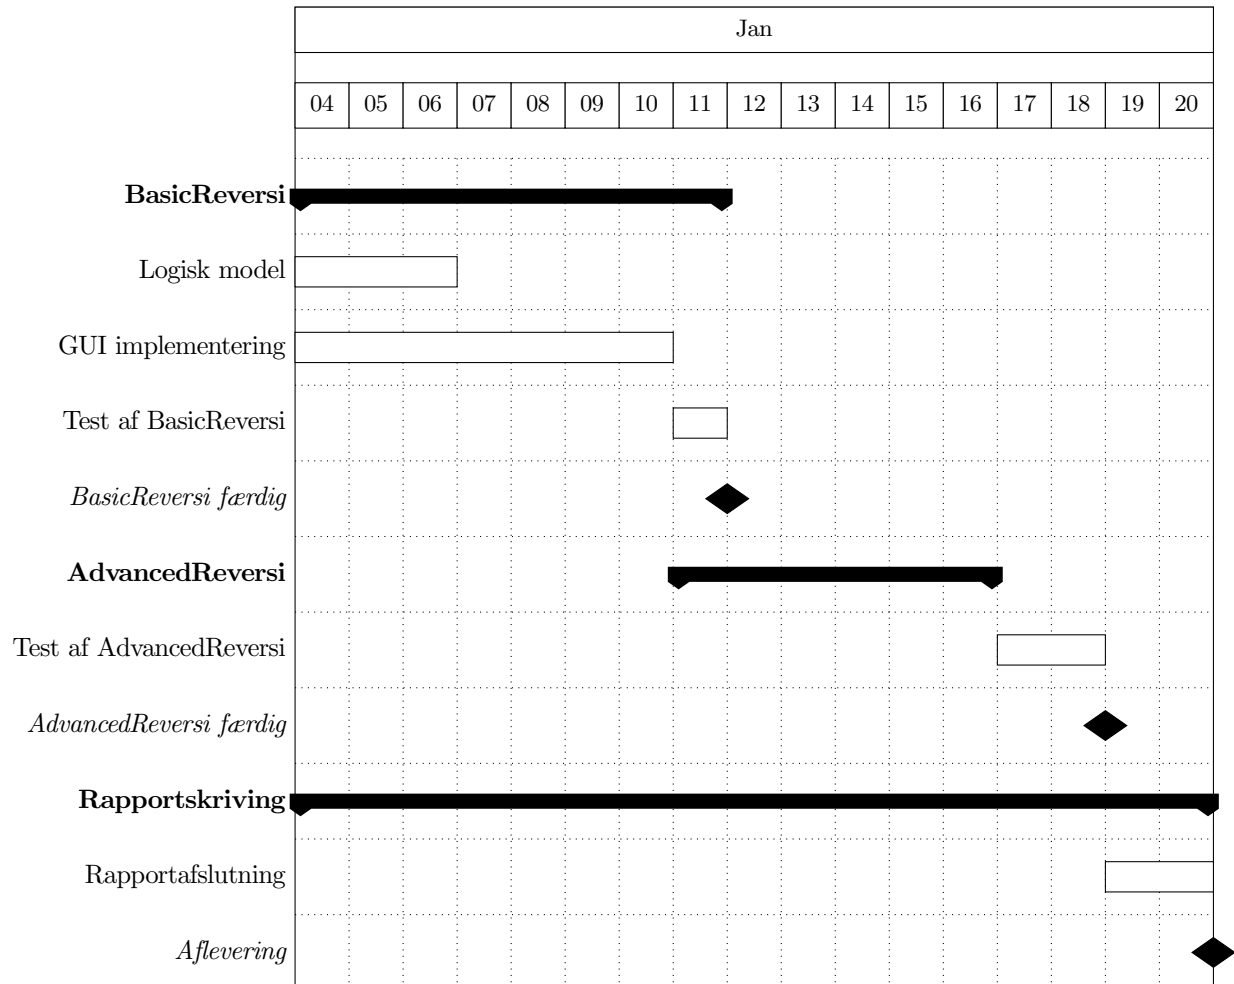 Jan
04 05 06 07 08 09 10 11 12 13 14 15 16 17 18 19 20
BasicReversi
Logisk model
GUI implementering
Test af BasicReversi
BasicReversi færdig
AdvancedReversi
Test af AdvancedReversi
AdvancedReversi færdig
Rapportskriving
Rapportafslutning
Aflevering